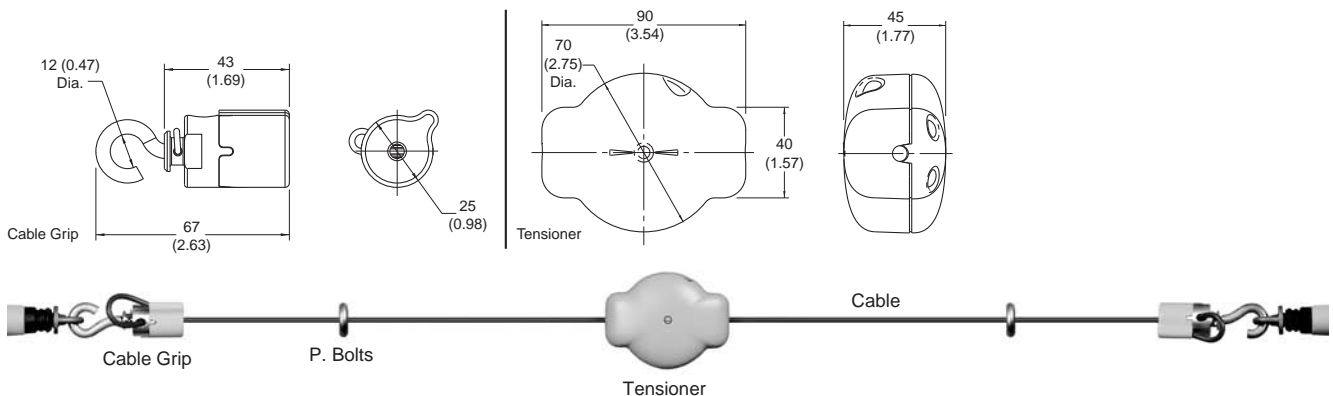 12 (0.47)
Dia.
43
(1.69)
67
(2.63)
25
(0.98)
Cable Grip
90
(3.54)
70
(2.75)
Dia.
40
(1.57)
45
(1.77)
Tensioner
Cable Grip
P. Bolts
Tensioner
Cable